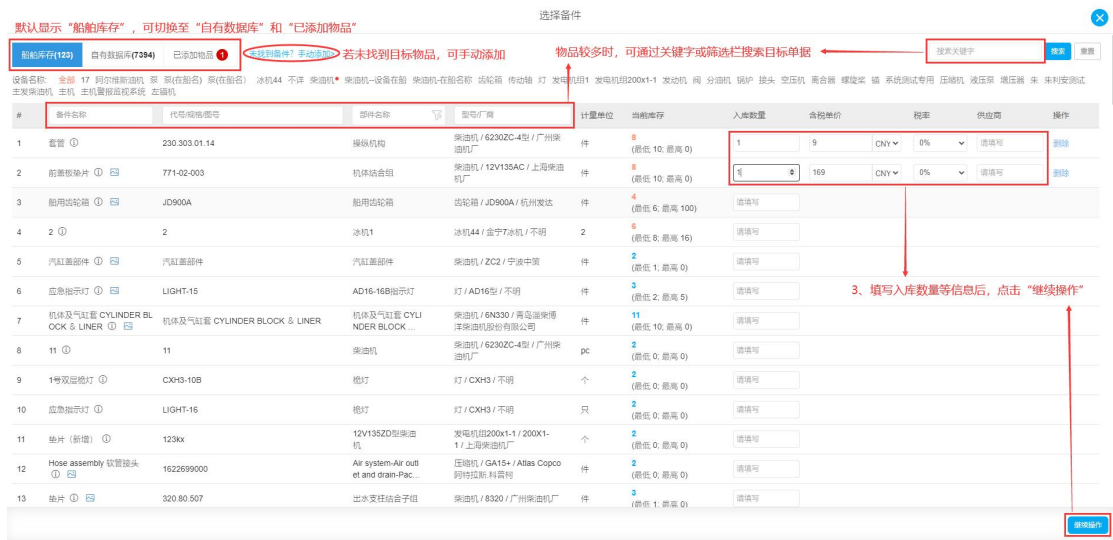 选择备件
默认显示“船舶库存”，可切换至“自有数据库”和“已添加物品”
船舶库存(123) 自有数据库(7394) 已添加物品 1 未找到备件？手动添加> 若未找到目标物品，可手动添加 物品较多时，可通过关键字或筛选栏搜索目标单据 搜索关键字 搜索 重置
设备名称: 全部 17 阿尔维斯油机 泵 泵(在船名) 泵(在船名） 冰机44 不详 柴油机 柴油机--设备在船 柴油机-在船名称 齿轮箱 传动轴 灯 发电机组1 发电机组200x1-1 发动机 阀 分油机 锅炉 接头 空压机 离合器 螺旋桨 锚 系统测试专用 压缩机 液压泵 增压器 朱 朱利安测试
主发柴油机 主机 主机警报监视系统 左锚机
# 备件名称 代号/规格/图号 部件名称 型号/厂商 计量单位 当前库存 入库数量 含税单价 税率 供应商 操作
1 套管 230.303.01.14 操纵机构 柴油机 / 6230ZC-4型 / 广州柴 件 8 1 9 CNY 0% 请填写 删除
油机厂 (最低 10; 最高 0)
2 前盖板垫片 771-02-003 机体结合组 柴油机 / 12V135AC / 上海柴油 件 8 1 169 CNY 0% 请填写 删除
机厂 (最低 10; 最高 0)
3 船用齿轮箱 JD900A 船用齿轮箱 齿轮箱 / JD900A / 杭州发达 件 4 请填写
(最低 6; 最高 100)
4 2 2 冰机1 冰机44 / 金宁7冰机 / 不明 2 6 请填写
(最低 8; 最高 16)
5 汽缸盖部件 汽缸盖部件 汽缸盖部件 柴油机 / ZC2 / 宁波中策 件 2 请填写
(最低 1; 最高 0)
6 应急指示灯 LIGHT-15 AD16-16B指示灯 灯 / AD16型 / 不明 件 3 请填写
(最低 2; 最高 5)
3、填写入库数量等信息后，点击“继续操作”
7 机体及气缸套 CYLINDER BL 机体及气缸套 CYLINDER BLOCK & LINER 机体及气缸套 CYLI 柴油机 / 6N330 / 青岛淄柴博 件 11 请填写
OCK & LINER NDER BLOCK ... 洋柴油机股份有限公司 (最低 10; 最高 0)
8 11 11 柴油机 柴油机 / 6230ZC-4型 / 广州柴 pc 2 请填写
油机厂 (最低 0; 最高 0)
9 1号双层桅灯 CXH3-10B 桅灯 灯 / CXH3 / 不明 个 2 请填写
(最低 0; 最高 0)
10 应急指示灯 LIGHT-16 桅灯 灯 / CXH3 / 不明 只 2 请填写
(最低 0; 最高 0)
11 垫片（新增） 123kx 12V135ZD型柴油 发电机组200x1-1 / 200X1- 个 2 请填写
机 1 / 上海柴油机厂 (最低 0; 最高 0)
12 Hose assembly 软管接头 1622699000 Air system-Air outl 压缩机 / GA15+ / Atlas Copco 件 2 请填写
et and drain-Pac... 阿特拉斯.科普柯 (最低 0; 最高 0)
13 垫片 320.80.507 出水支柱结合子组 柴油机 / 8320 / 广州柴油机厂 件 3 请填写
(最低 1; 最高 0)
继续操作